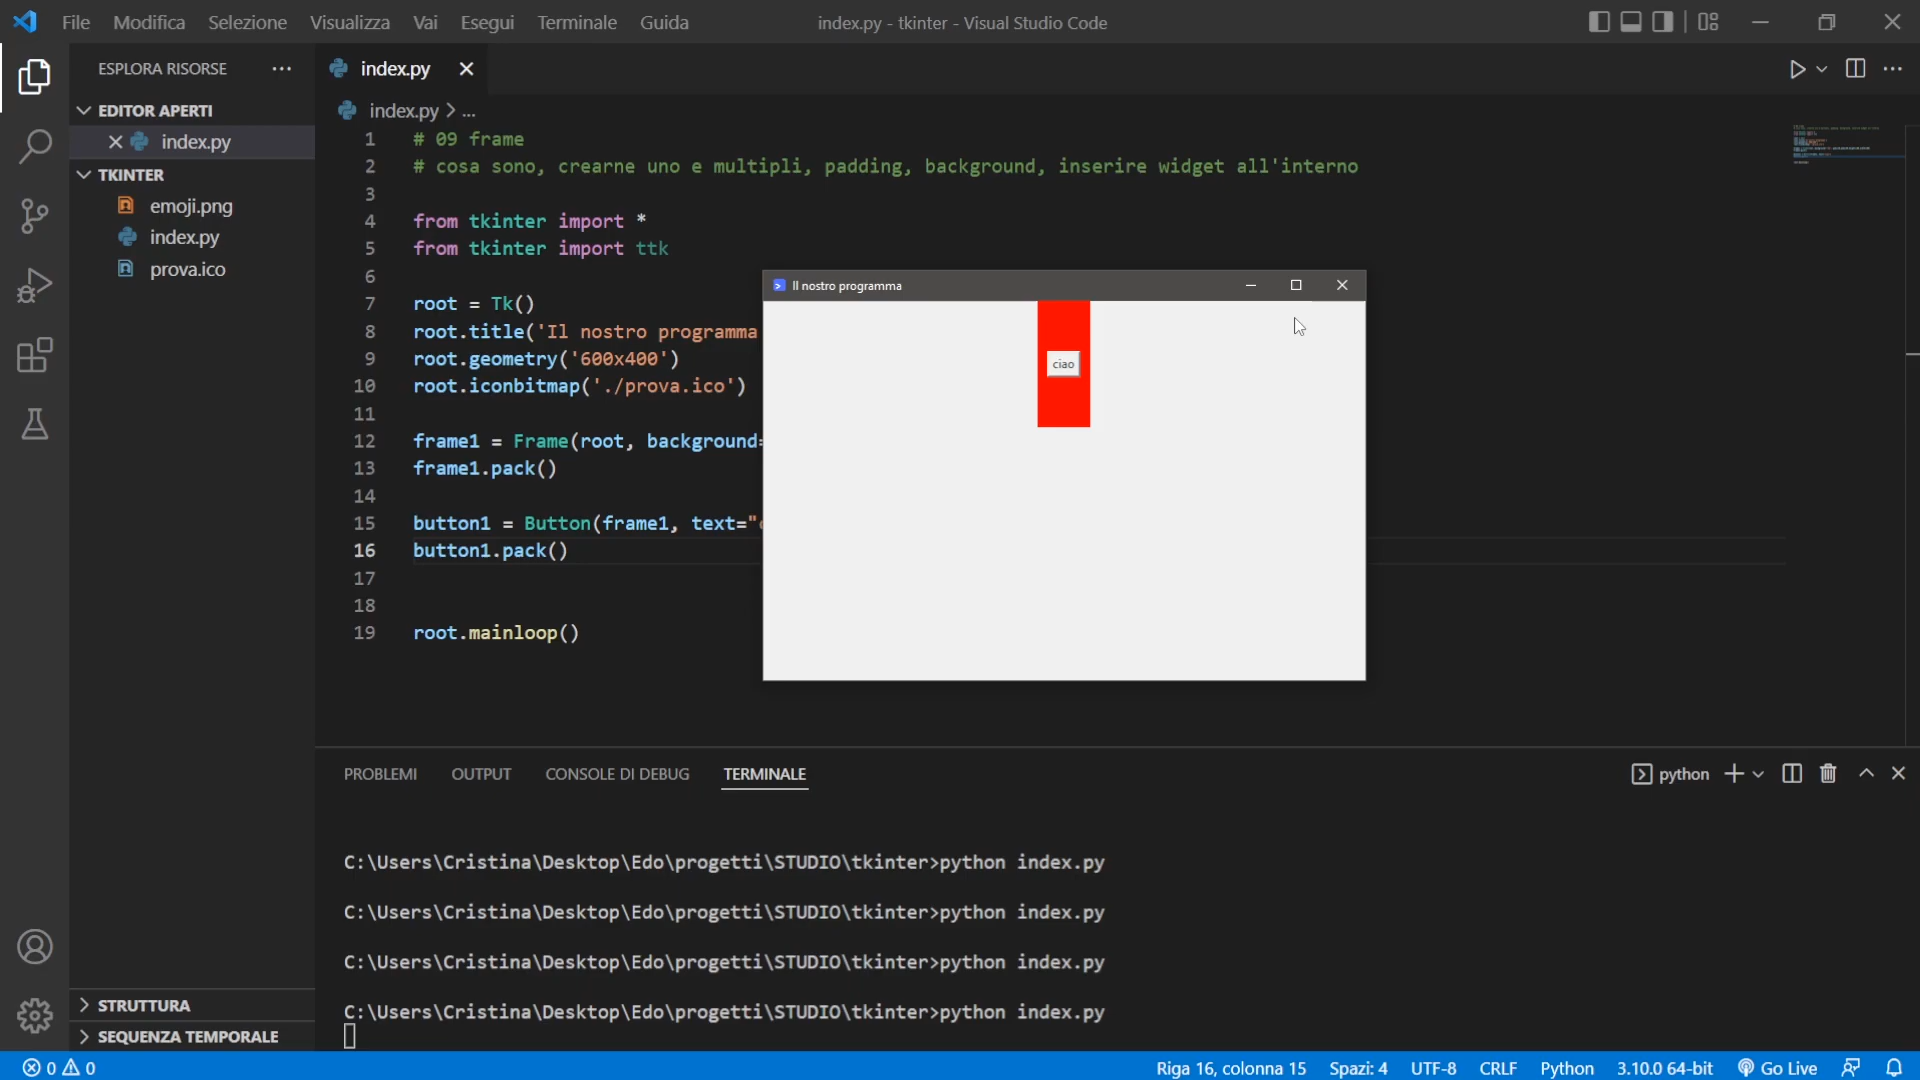 File Modifica Selezione Visualizza Vai Esegui Terminale Guida
index.py - tkinter - Visual Studio Code
ESPLORA RISORSE
EDITOR APERTI
index.py
TKINTER
emoji.png
index.py
prova.ico
STRUTTURA
SEQUENZA TEMPORALE
index.py
index.py > ...
1 # 09 frame
2 # cosa sono, crearne uno e multipli, padding, background, inserire widget all'interno
3
4 from tkinter import *
5 from tkinter import ttk
6
7 root = Tk()
8 root.title('Il nostro programma
9 root.geometry('600x400')
10 root.iconbitmap('./prova.ico')
11
12 frame1 = Frame(root, background=
13 frame1.pack()
14
15 button1 = Button(frame1, text="
16 button1.pack()
17
18
19 root.mainloop()
Il nostro programma
ciao
PROBLEMI OUTPUT CONSOLE DI DEBUG TERMINALE
python
C:\Users\Cristina\Desktop\Edo\progetti\STUDIO\tkinter>python index.py
C:\Users\Cristina\Desktop\Edo\progetti\STUDIO\tkinter>python index.py
C:\Users\Cristina\Desktop\Edo\progetti\STUDIO\tkinter>python index.py
C:\Users\Cristina\Desktop\Edo\progetti\STUDIO\tkinter>python index.py
0 0
Riga 16, colonna 15 Spazi: 4 UTF-8 CRLF Python 3.10.0 64-bit Go Live